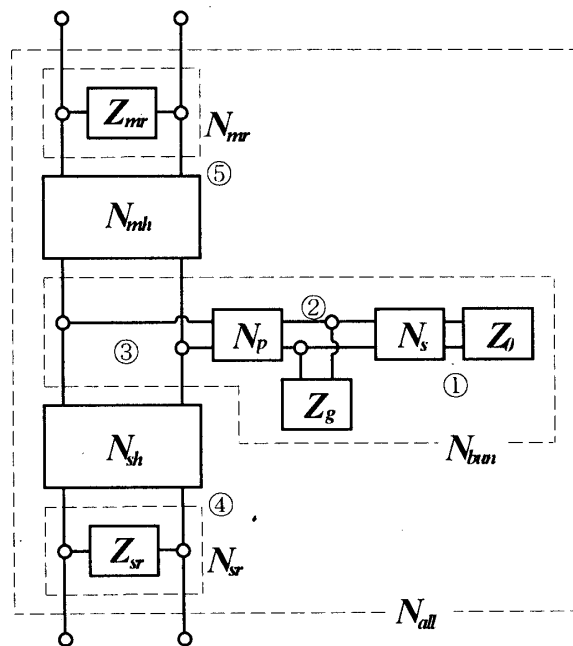 Z_mr
N_mr
⑤
N_mh
②
N_p
N_s
Z_0
③
①
Z_g
N_sh
N_bun
④
Z_sr
N_sr
N_all